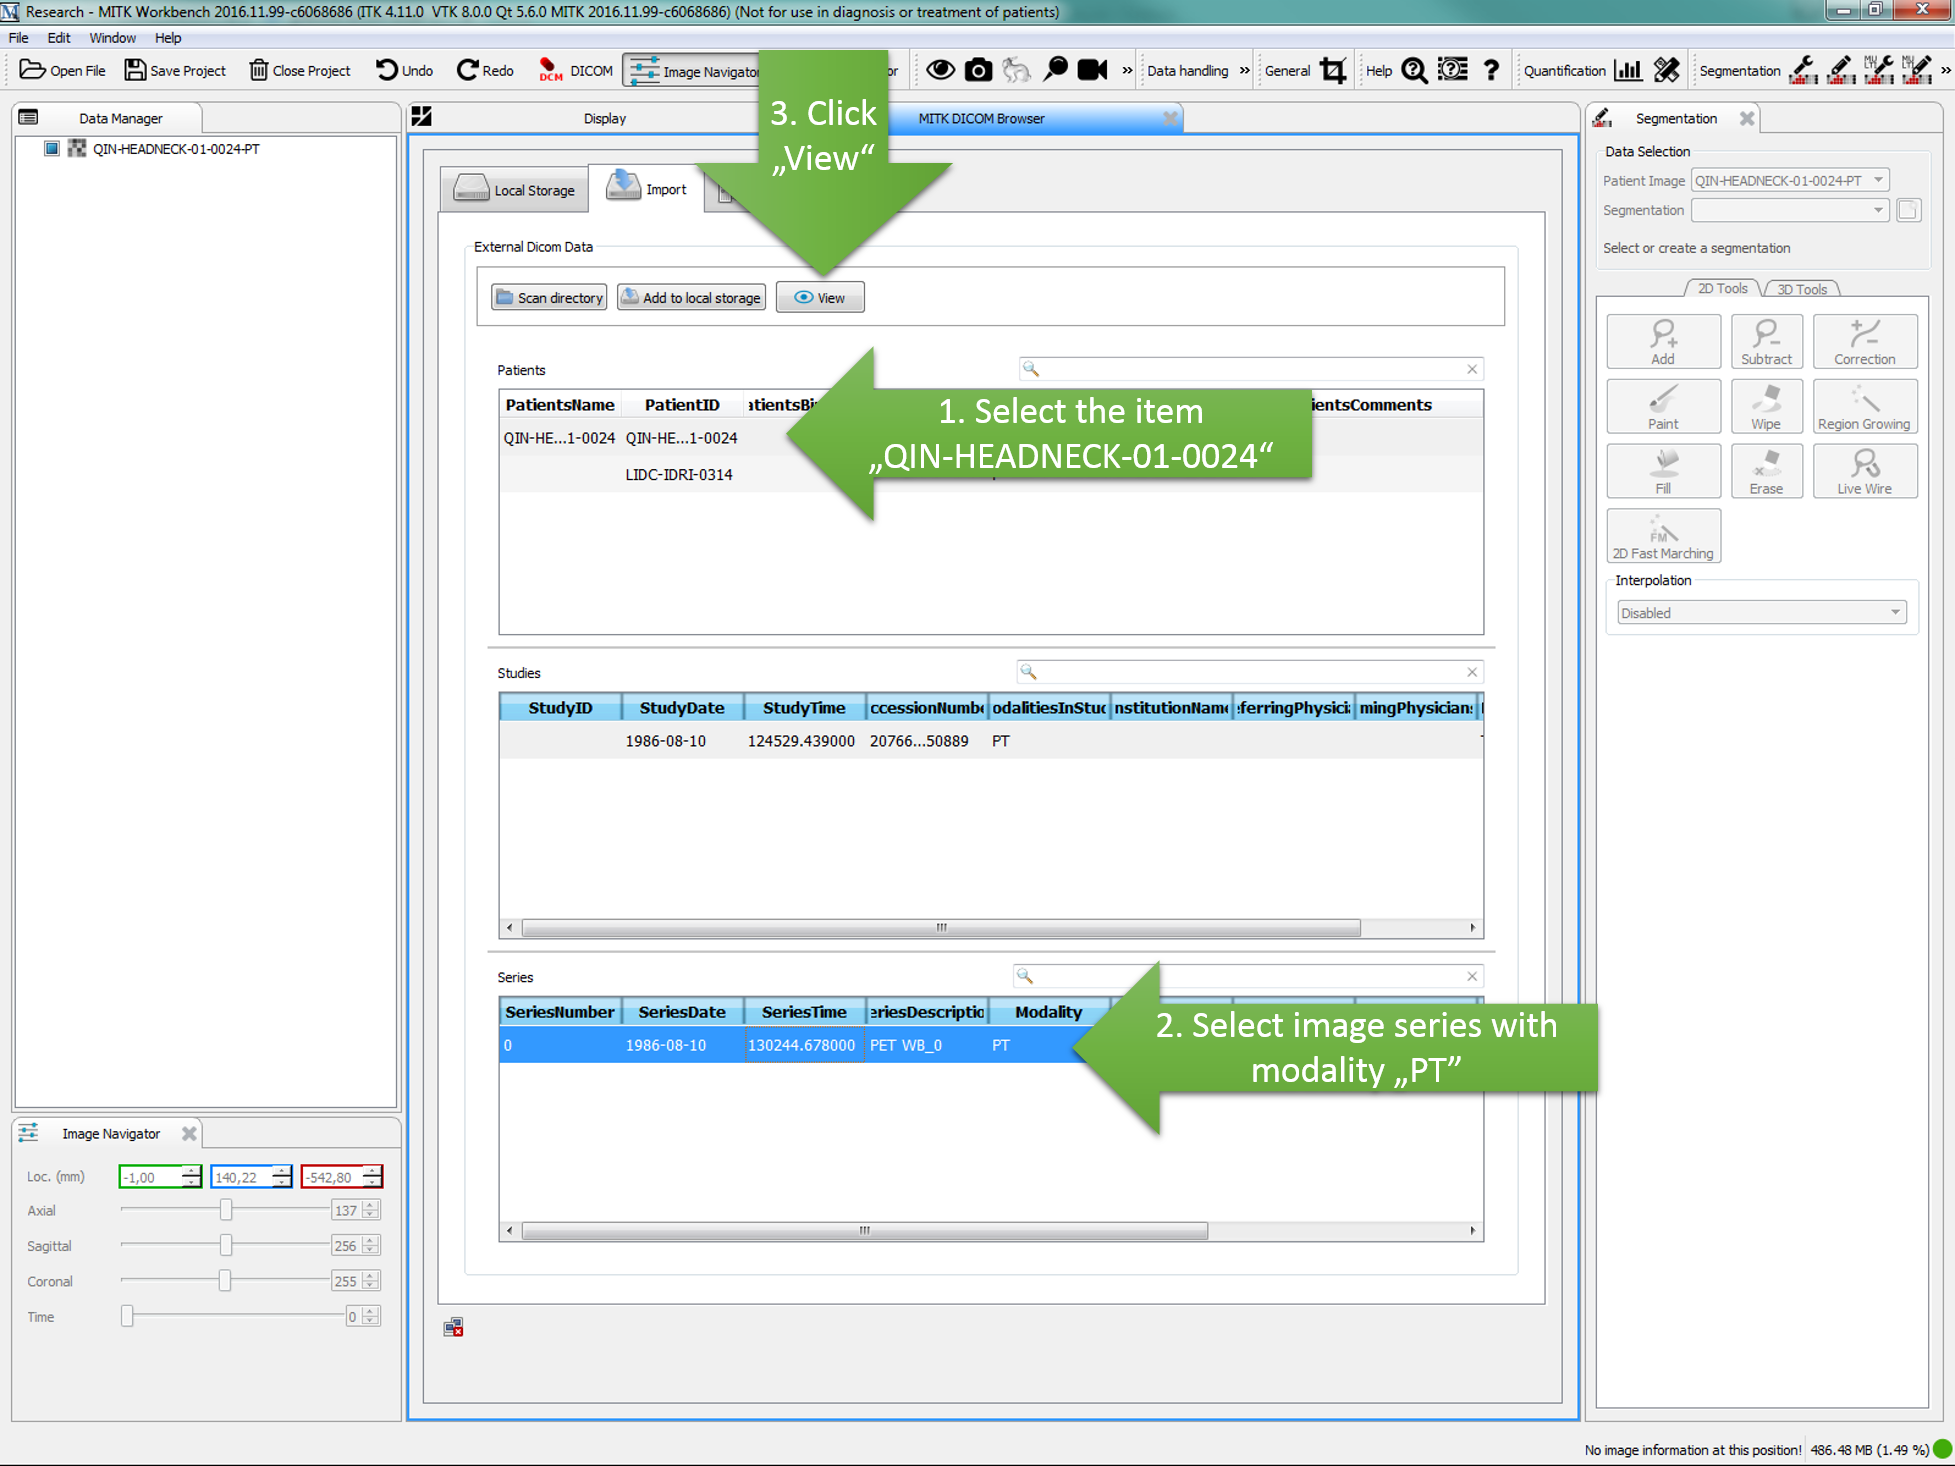 Research - MITK Workbench 2016.11.99-c6068686 (ITK 4.11.0  VTK 8.0.0 Qt 5.6.0 MITK 2016.11.99-c6068686) (Not for use in diagnosis or treatment of patients)
File Edit Window Help
Open File Save Project Close Project Undo Redo DCM DICOM Image Navigator or » Data handling » General Help ? Quantification Segmentation »
Data Manager
QIN-HEADNECK-01-0024-PT
Display
MITK DICOM Browser
3. Click
„View“
Local Storage
Import
External Dicom Data
Scan directory
Add to local storage
View
Patients
PatientsName PatientID atientsBi ientsComments
QIN-HE...1-0024 QIN-HE...1-0024
LIDC-IDRI-0314
1. Select the item
„QIN-HEADNECK-01-0024“
Studies
StudyID StudyDate StudyTime ccessionNumbe odalitiesInStud nstitutionName ferringPhysicia mingPhysicians
1986-08-10 124529.439000 20766...50889 PT
Series
SeriesNumber SeriesDate SeriesTime eriesDescriptio Modality
0 1986-08-10 130244.678000 PET WB_0 PT
2. Select image series with
modality „PT”
Image Navigator
Loc. (mm) -1,00 140,22 -542,80
Axial 137
Sagittal 256
Coronal 255
Time 0
Segmentation
Data Selection
Patient Image QIN-HEADNECK-01-0024-PT
Segmentation
Select or create a segmentation
2D Tools 3D Tools
Add Subtract Correction
Paint Wipe Region Growing
Fill Erase Live Wire
FM
2D Fast Marching
Interpolation
Disabled
No image information at this position! 486.48 MB (1.49 %)